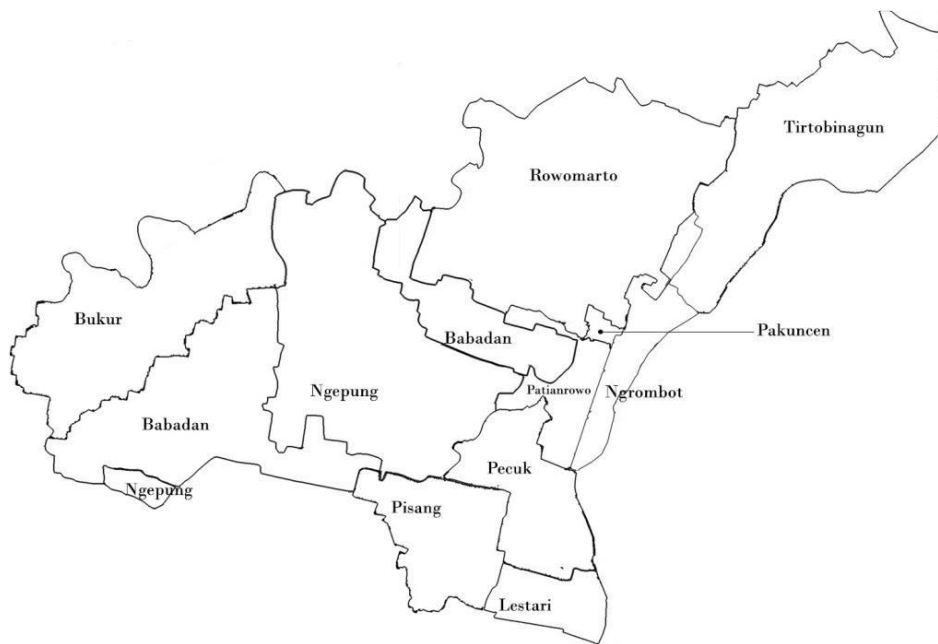 Tirtobinagun
Rowomarto
Bukur
Pakuncen
Babadan
Ngepung
Patianrowo
Ngrombot
Babadan
Pecuk
Ngepung
Pisang
Lestari